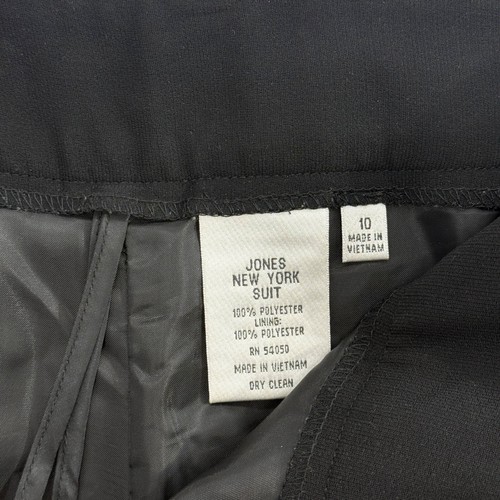 JONES
NEW YORK
SUIT
100% POLYESTER
LINING:
100% POLYESTER
RN 54050
MADE IN VIETNAM
DRY CLEAN
10
MADE IN
VIETNAM